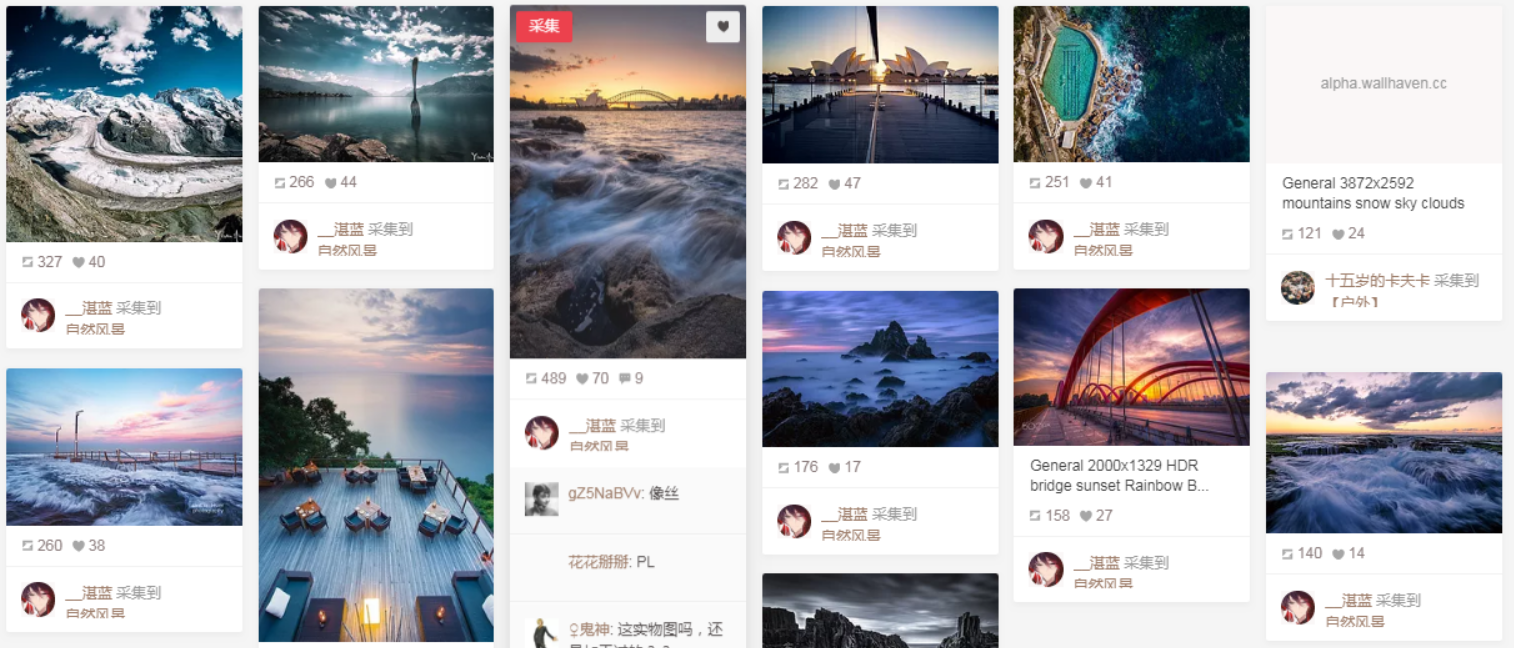 327 40
__湛蓝 采集到
自然风景
260 38
__湛蓝 采集到
自然风景
266 44
__湛蓝 采集到
自然风景
采集
489 70 9
__湛蓝 采集到
自然风景
gZ5NaBVv: 像丝
花花掰掰: PL
♀鬼神: 这实物图吗，还
282 47
__湛蓝 采集到
自然风景
176 17
__湛蓝 采集到
自然风景
251 41
__湛蓝 采集到
自然风景
General 2000x1329 HDR
bridge sunset Rainbow B...
158 27
__湛蓝 采集到
自然风景
alpha.wallhaven.cc
General 3872x2592
mountains snow sky clouds
121 24
十五岁的卡夫卡 采集到
【户外】
140 14
__湛蓝 采集到
自然风景